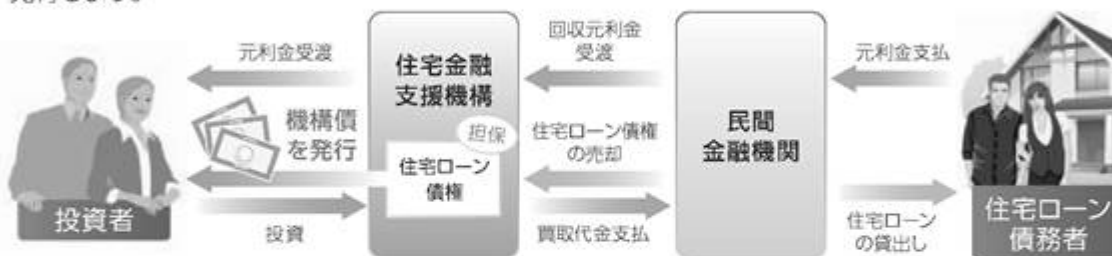 元利金受渡
機構債
を発行
投資者
投資
住宅金融
支援機構
担保
住宅ローン
債権
回収元利金
受渡
住宅ローン債権
の売却
買取代金支払
民間
金融機関
元利金支払
住宅ローン
の貸出し
住宅ローン
債務者